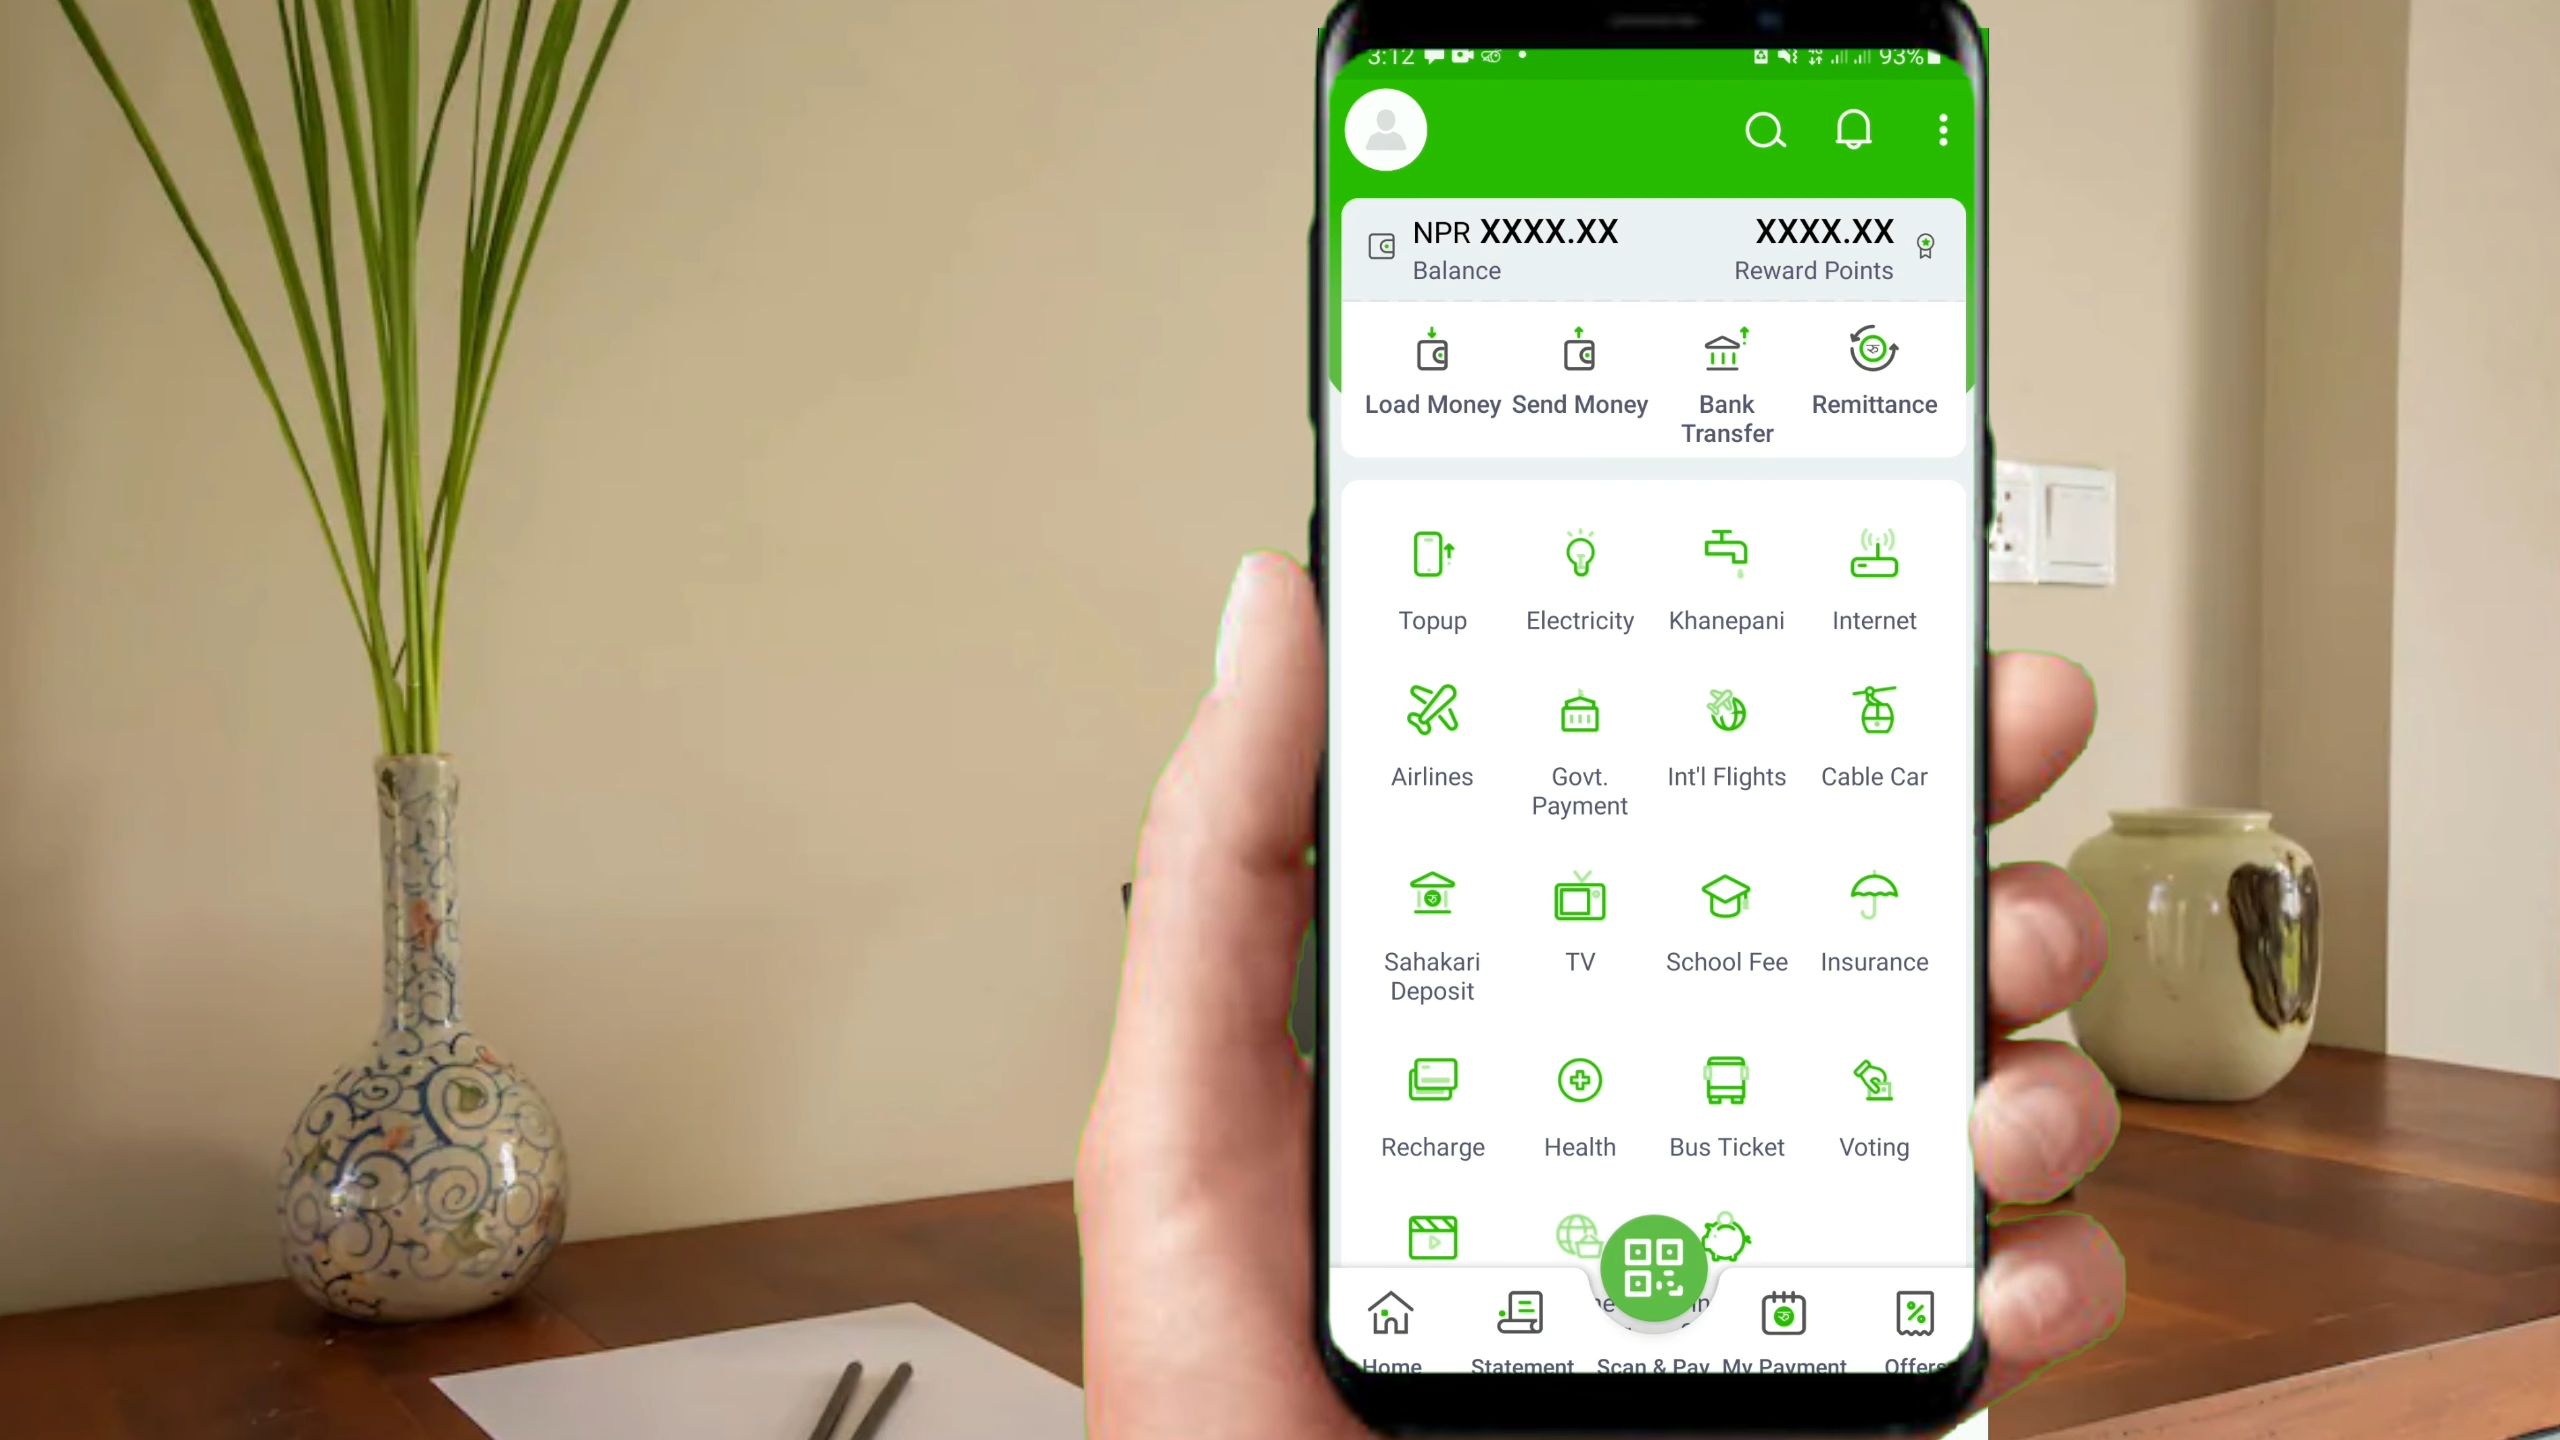 3:12 93%
NPR XXXX.XX XXXX.XX
Balance Reward Points
Load Money Send Money Bank Transfer Remittance
Topup Electricity Khanepani Internet
Airlines Govt. Payment Int'l Flights Cable Car
Sahakari Deposit TV School Fee Insurance
Recharge Health Bus Ticket Voting
Home Statement Scan & Pay My Payment Offers